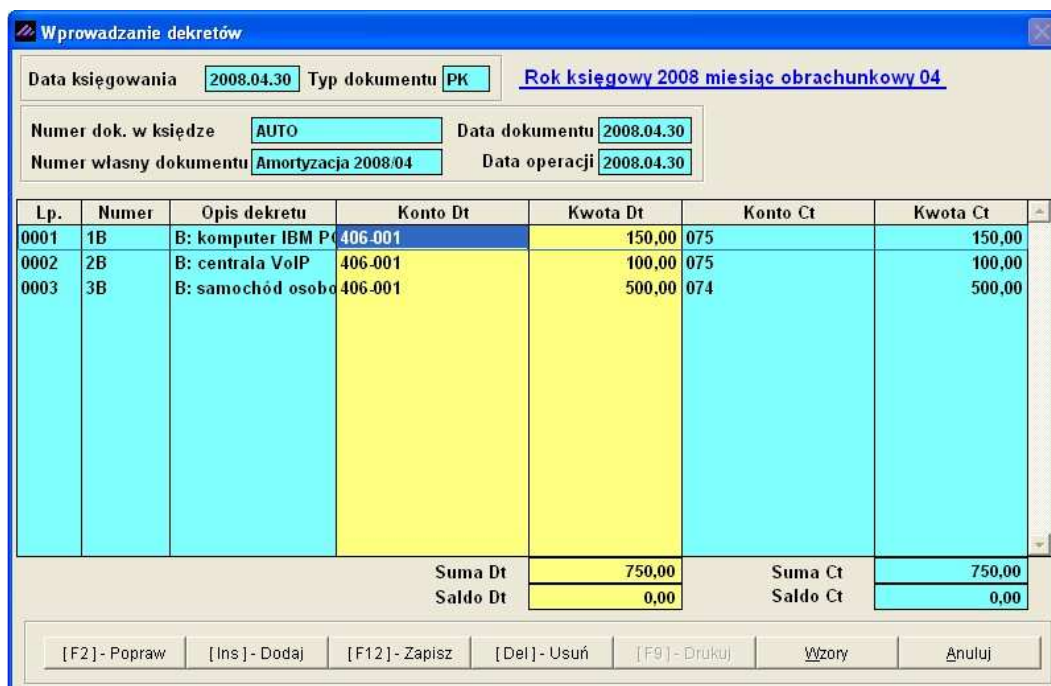 Wprowadzanie dekretów
Data księgowania 2008.04.30 Typ dokumentu PK Rok księgowy 2008 miesiąc obrachunkowy 04
Numer dok. w księdze AUTO Data dokumentu 2008.04.30
Numer własny dokumentu Amortyzacja 2008/04 Data operacji 2008.04.30
Lp. Numer Opis dekretu Konto Dt Kwota Dt Konto Ct Kwota Ct
0001 1B B: komputer IBM P 406-001 150,00 075 150,00
0002 2B B: centrala VoIP 406-001 100,00 075 100,00
0003 3B B: samochód osobo 406-001 500,00 074 500,00
Suma Dt 750,00 Suma Ct 750,00
Saldo Dt 0,00 Saldo Ct 0,00
[F2] - Popraw [Ins] - Dodaj [F12] - Zapisz [Del] - Usuń [F9] - Drukuj Wzory Anuluj